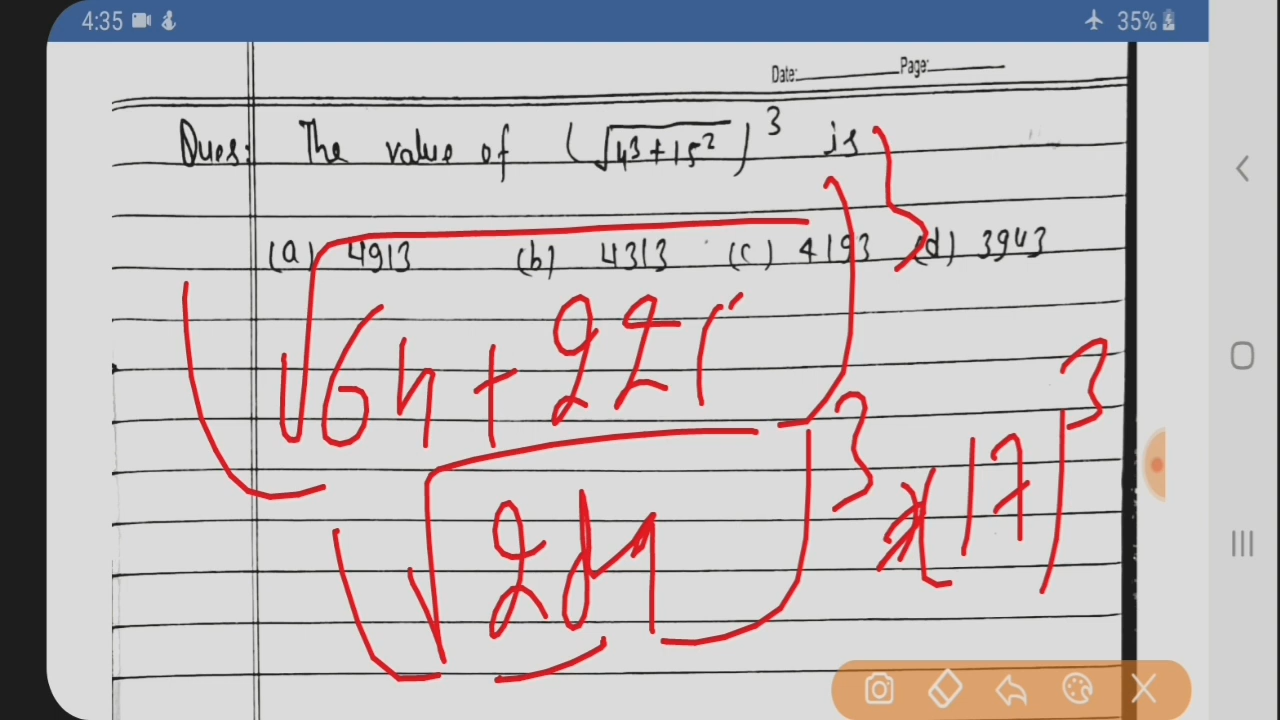 4:35 35%
Date: Page:
Ques: The value of (√4³+15²)³ is
(a) 4913 (b) 4313 (c) 4193 (d) 3943
(√64+225)³
(√289)³ (17)³